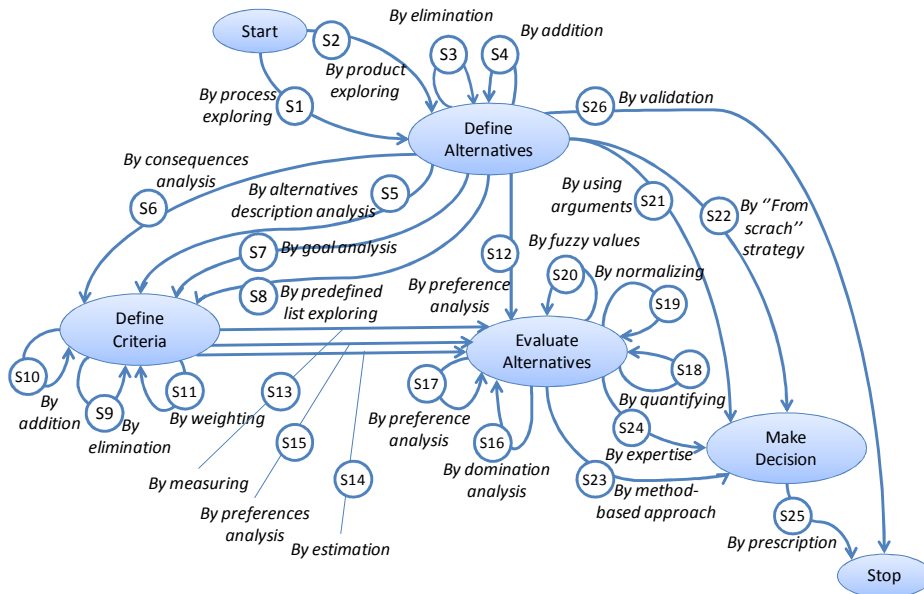 Start
S2
By product
exploring
By process
exploring
S1
By elimination
S3
S4
By addition
S26
By validation
Define
Alternatives
By consequences
analysis
S6
By alternatives
description analysis
S5
S7
By goal analysis
S8
By predefined
list exploring
S12
By preference
analysis
By using
arguments
S21
S22
By “From
scrach” 
strategy
By fuzzy values
S20
By normalizing
S19
Define
Criteria
Evaluate
Alternatives
S10
By
addition
S9
By
elimination
S11
By weighting
S13
By measuring
S15
By preferences
analysis
S14
By estimation
S17
By preference
analysis
S16
By domination
analysis
S18
By quantifying
S24
By expertise
S23
By method-
based approach
Make
Decision
S25
By prescription
Stop